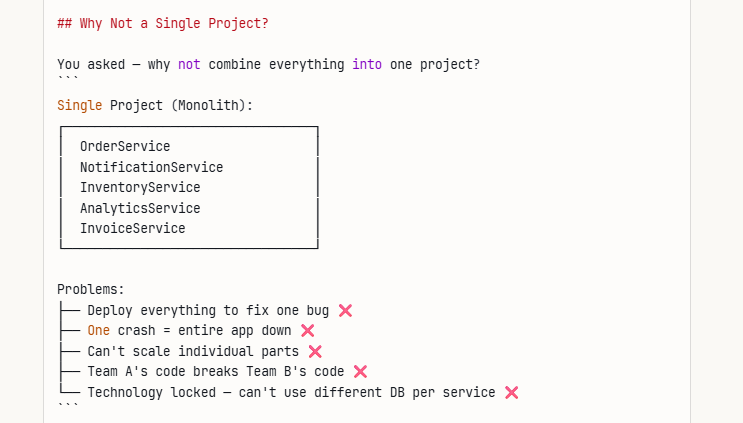 ## Why Not a Single Project?
You asked — why not combine everything into one project?
```
Single Project (Monolith):
┌─────────────────────────────────┐
│  OrderService                   │
│  NotificationService            │
│  InventoryService               │
│  AnalyticsService               │
│  InvoiceService                 │
└─────────────────────────────────┘
Problems:
├── Deploy everything to fix one bug ❌
├── One crash = entire app down ❌
├── Can't scale individual parts ❌
├── Team A's code breaks Team B's code ❌
└── Technology locked — can't use different DB per service ❌
```